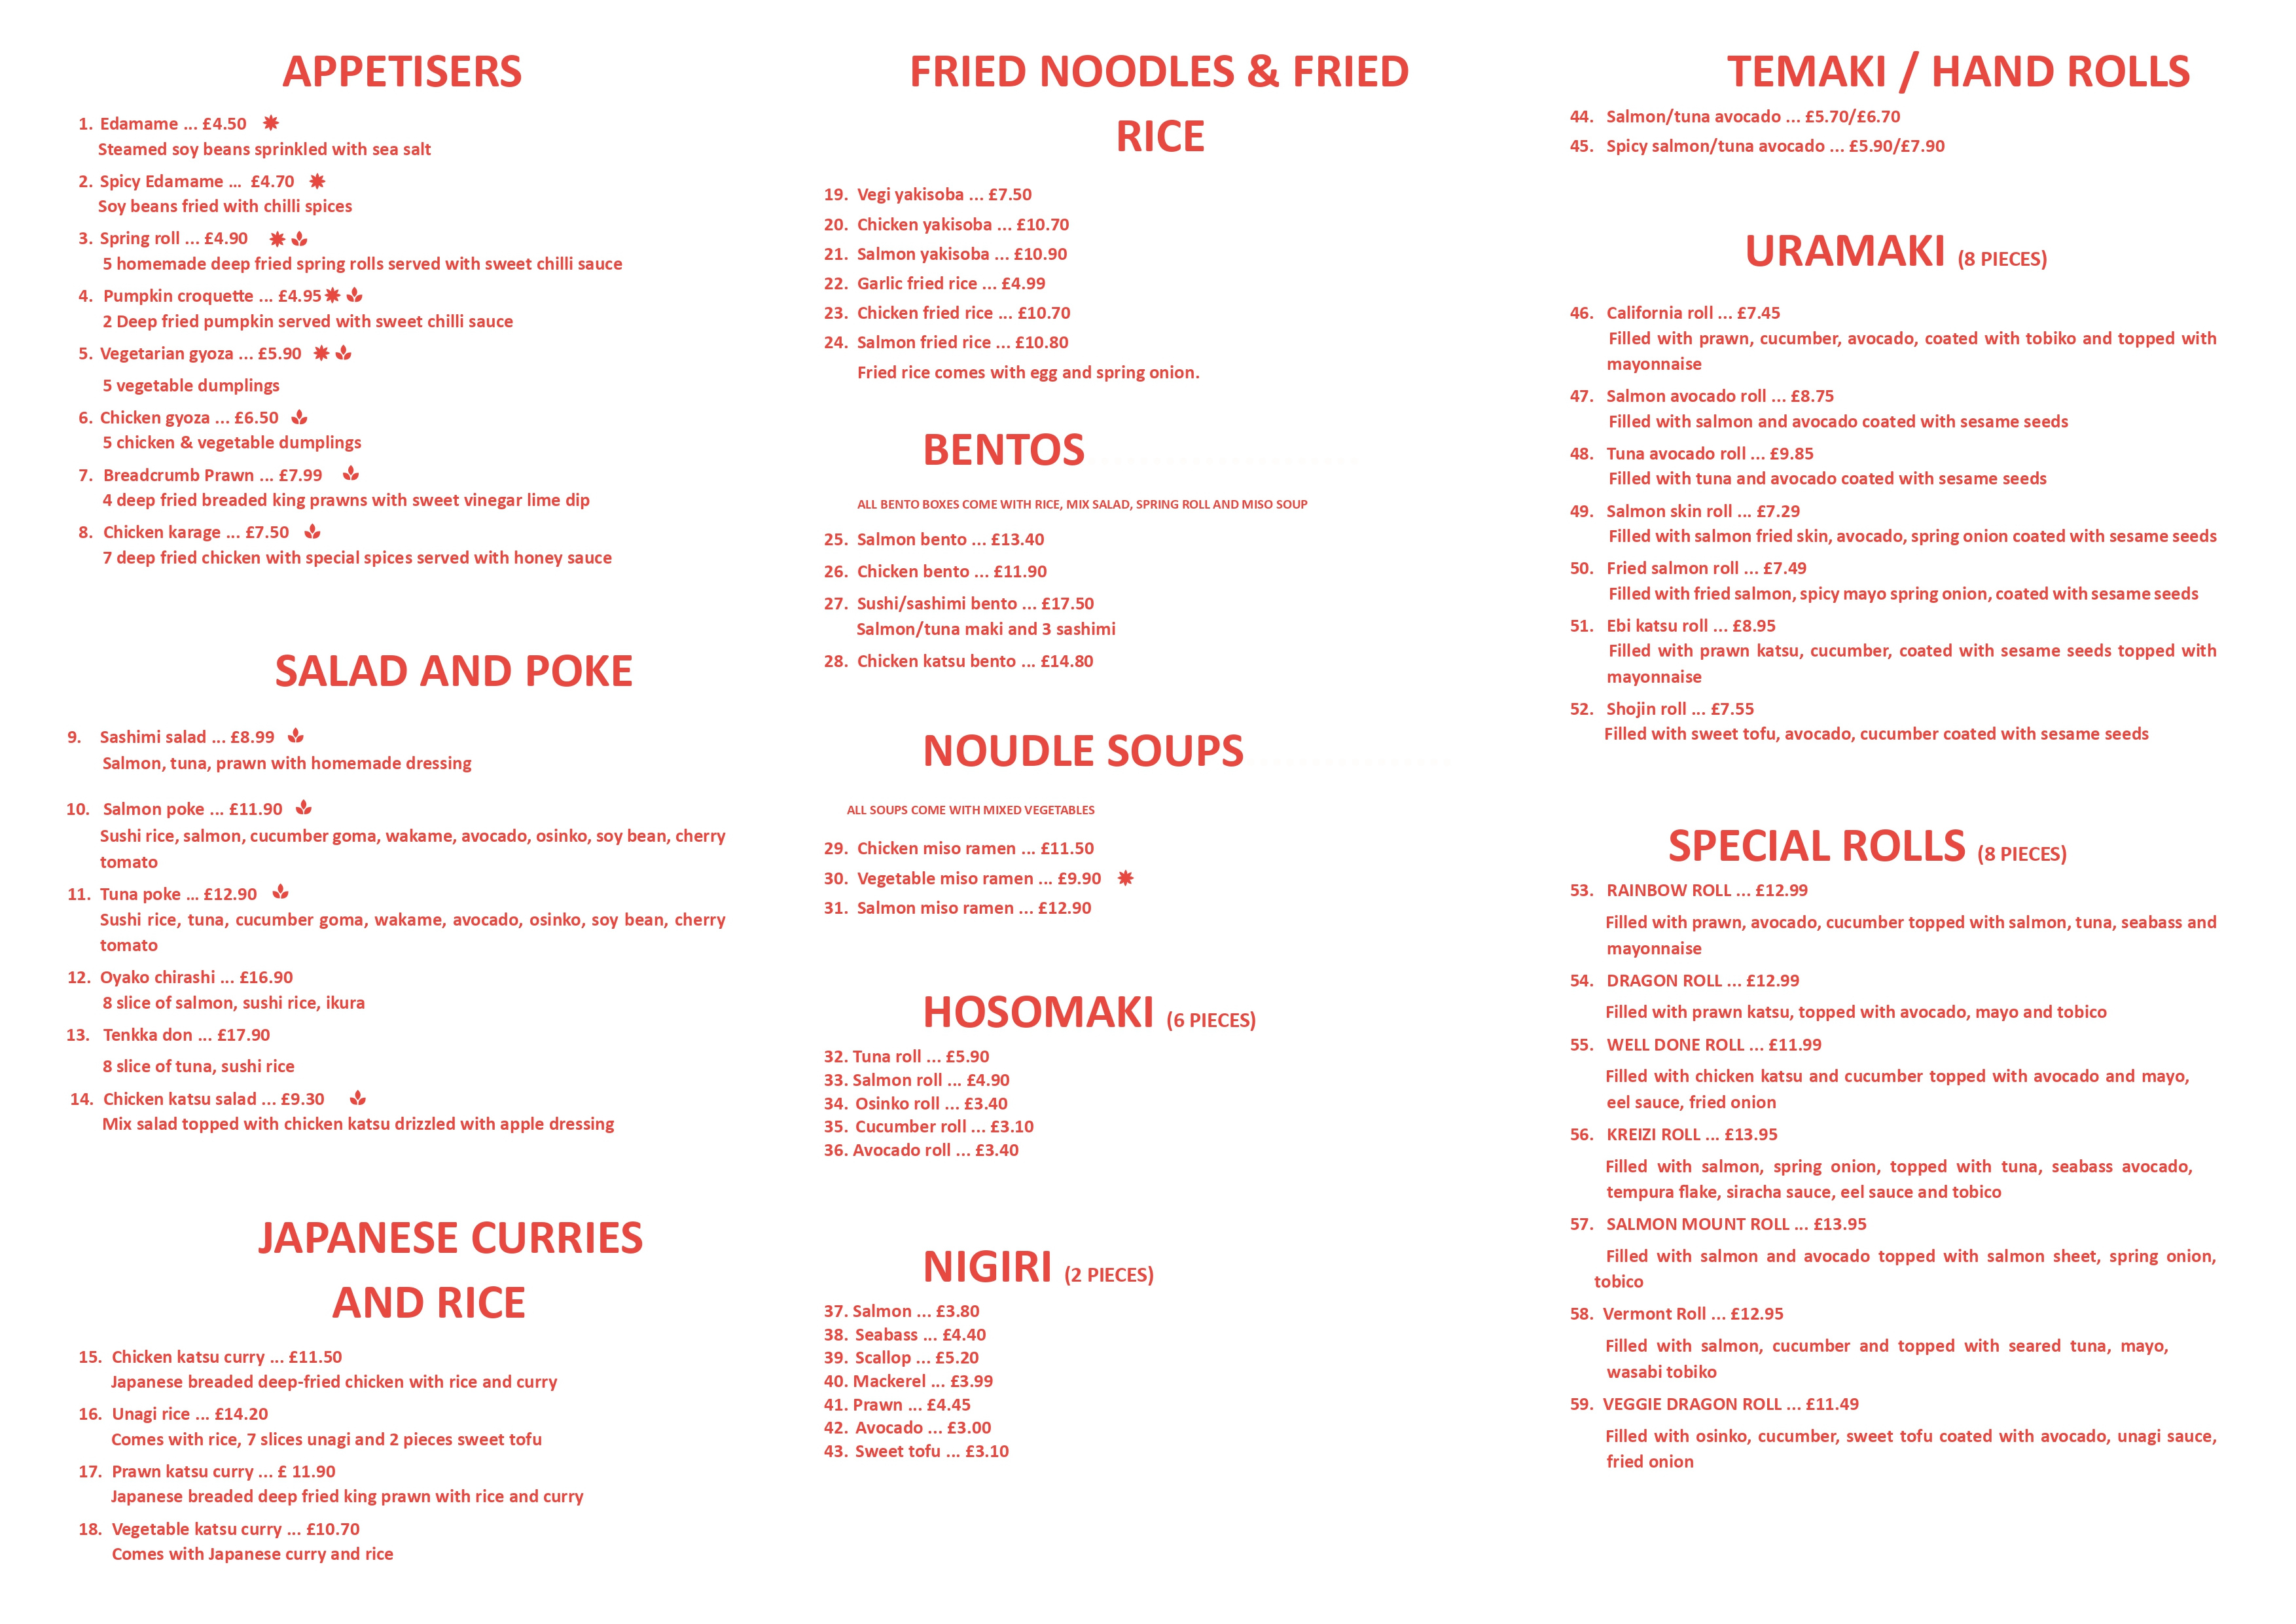 APPETISERS
1. Edamame ... £4.50
Steamed soy beans sprinkled with sea salt
2. Spicy Edamame ... £4.70
Soy beans fried with chilli spices
3. Spring roll ... £4.90
5 homemade deep fried spring rolls served with sweet chilli sauce
4. Pumpkin croquette ... £4.95
2 Deep fried pumpkin served with sweet chilli sauce
5. Vegetarian gyoza ... £5.90
5 vegetable dumplings
6. Chicken gyoza ... £6.50
5 chicken & vegetable dumplings
7. Breadcrumb Prawn ... £7.99
4 deep fried breaded king prawns with sweet vinegar lime dip
8. Chicken karage ... £7.50
7 deep fried chicken with special spices served with honey sauce
SALAD AND POKE
9. Sashimi salad ... £8.99
Salmon, tuna, prawn with homemade dressing
10. Salmon poke ... £11.90
Sushi rice, salmon, cucumber goma, wakame, avocado, osinko, soy bean, cherry
tomato
11. Tuna poke ... £12.90
Sushi rice, tuna, cucumber goma, wakame, avocado, osinko, soy bean, cherry
tomato
12. Oyako chirashi ... £16.90
8 slice of salmon, sushi rice, ikura
13. Tenkka don ... £17.90
8 slice of tuna, sushi rice
14. Chicken katsu salad ... £9.30
Mix salad topped with chicken katsu drizzled with apple dressing
JAPANESE CURRIES
AND RICE
15. Chicken katsu curry ... £11.50
Japanese breaded deep-fried chicken with rice and curry
16. Unagi rice ... £14.20
Comes with rice, 7 slices unagi and 2 pieces sweet tofu
17. Prawn katsu curry ... £ 11.90
Japanese breaded deep fried king prawn with rice and curry
18. Vegetable katsu curry ... £10.70
Comes with Japanese curry and rice
FRIED NOODLES & FRIED
RICE
19. Vegi yakisoba ... £7.50
20. Chicken yakisoba ... £10.70
21. Salmon yakisoba ... £10.90
22. Garlic fried rice ... £4.99
23. Chicken fried rice ... £10.70
24. Salmon fried rice ... £10.80
Fried rice comes with egg and spring onion.
BENTOS
ALL BENTO BOXES COME WITH RICE, MIX SALAD, SPRING ROLL AND MISO SOUP
25. Salmon bento ... £13.40
26. Chicken bento ... £11.90
27. Sushi/sashimi bento ... £17.50
Salmon/tuna maki and 3 sashimi
28. Chicken katsu bento ... £14.80
NOUDLE SOUPS
ALL SOUPS COME WITH MIXED VEGETABLES
29. Chicken miso ramen ... £11.50
30. Vegetable miso ramen ... £9.90
31. Salmon miso ramen ... £12.90
HOSOMAKI (6 PIECES)
32. Tuna roll ... £5.90
33. Salmon roll ... £4.90
34. Osinko roll ... £3.40
35. Cucumber roll ... £3.10
36. Avocado roll ... £3.40
NIGIRI (2 PIECES)
37. Salmon ... £3.80
38. Seabass ... £4.40
39. Scallop ... £5.20
40. Mackerel ... £3.99
41. Prawn ... £4.45
42. Avocado ... £3.00
43. Sweet tofu ... £3.10
TEMAKI / HAND ROLLS
44. Salmon/tuna avocado ... £5.70/£6.70
45. Spicy salmon/tuna avocado ... £5.90/£7.90
URAMAKI (8 PIECES)
46. California roll ... £7.45
Filled with prawn, cucumber, avocado, coated with tobiko and topped with
mayonnaise
47. Salmon avocado roll ... £8.75
Filled with salmon and avocado coated with sesame seeds
48. Tuna avocado roll ... £9.85
Filled with tuna and avocado coated with sesame seeds
49. Salmon skin roll ... £7.29
Filled with salmon fried skin, avocado, spring onion coated with sesame seeds
50. Fried salmon roll ... £7.49
Filled with fried salmon, spicy mayo spring onion, coated with sesame seeds
51. Ebi katsu roll ... £8.95
Filled with prawn katsu, cucumber, coated with sesame seeds topped with
mayonnaise
52. Shojin roll ... £7.55
Filled with sweet tofu, avocado, cucumber coated with sesame seeds
SPECIAL ROLLS (8 PIECES)
53. RAINBOW ROLL ... £12.99
Filled with prawn, avocado, cucumber topped with salmon, tuna, seabass and
mayonnaise
54. DRAGON ROLL ... £12.99
Filled with prawn katsu, topped with avocado, mayo and tobico
55. WELL DONE ROLL ... £11.99
Filled with chicken katsu and cucumber topped with avocado and mayo,
eel sauce, fried onion
56. KREIZI ROLL ... £13.95
Filled with salmon, spring onion, topped with tuna, seabass avocado,
tempura flake, siracha sauce, eel sauce and tobico
57. SALMON MOUNT ROLL ... £13.95
Filled with salmon and avocado topped with salmon sheet, spring onion,
tobico
58. Vermont Roll ... £12.95
Filled with salmon, cucumber and topped with seared tuna, mayo,
wasabi tobiko
59. VEGGIE DRAGON ROLL ... £11.49
Filled with osinko, cucumber, sweet tofu coated with avocado, unagi sauce,
fried onion